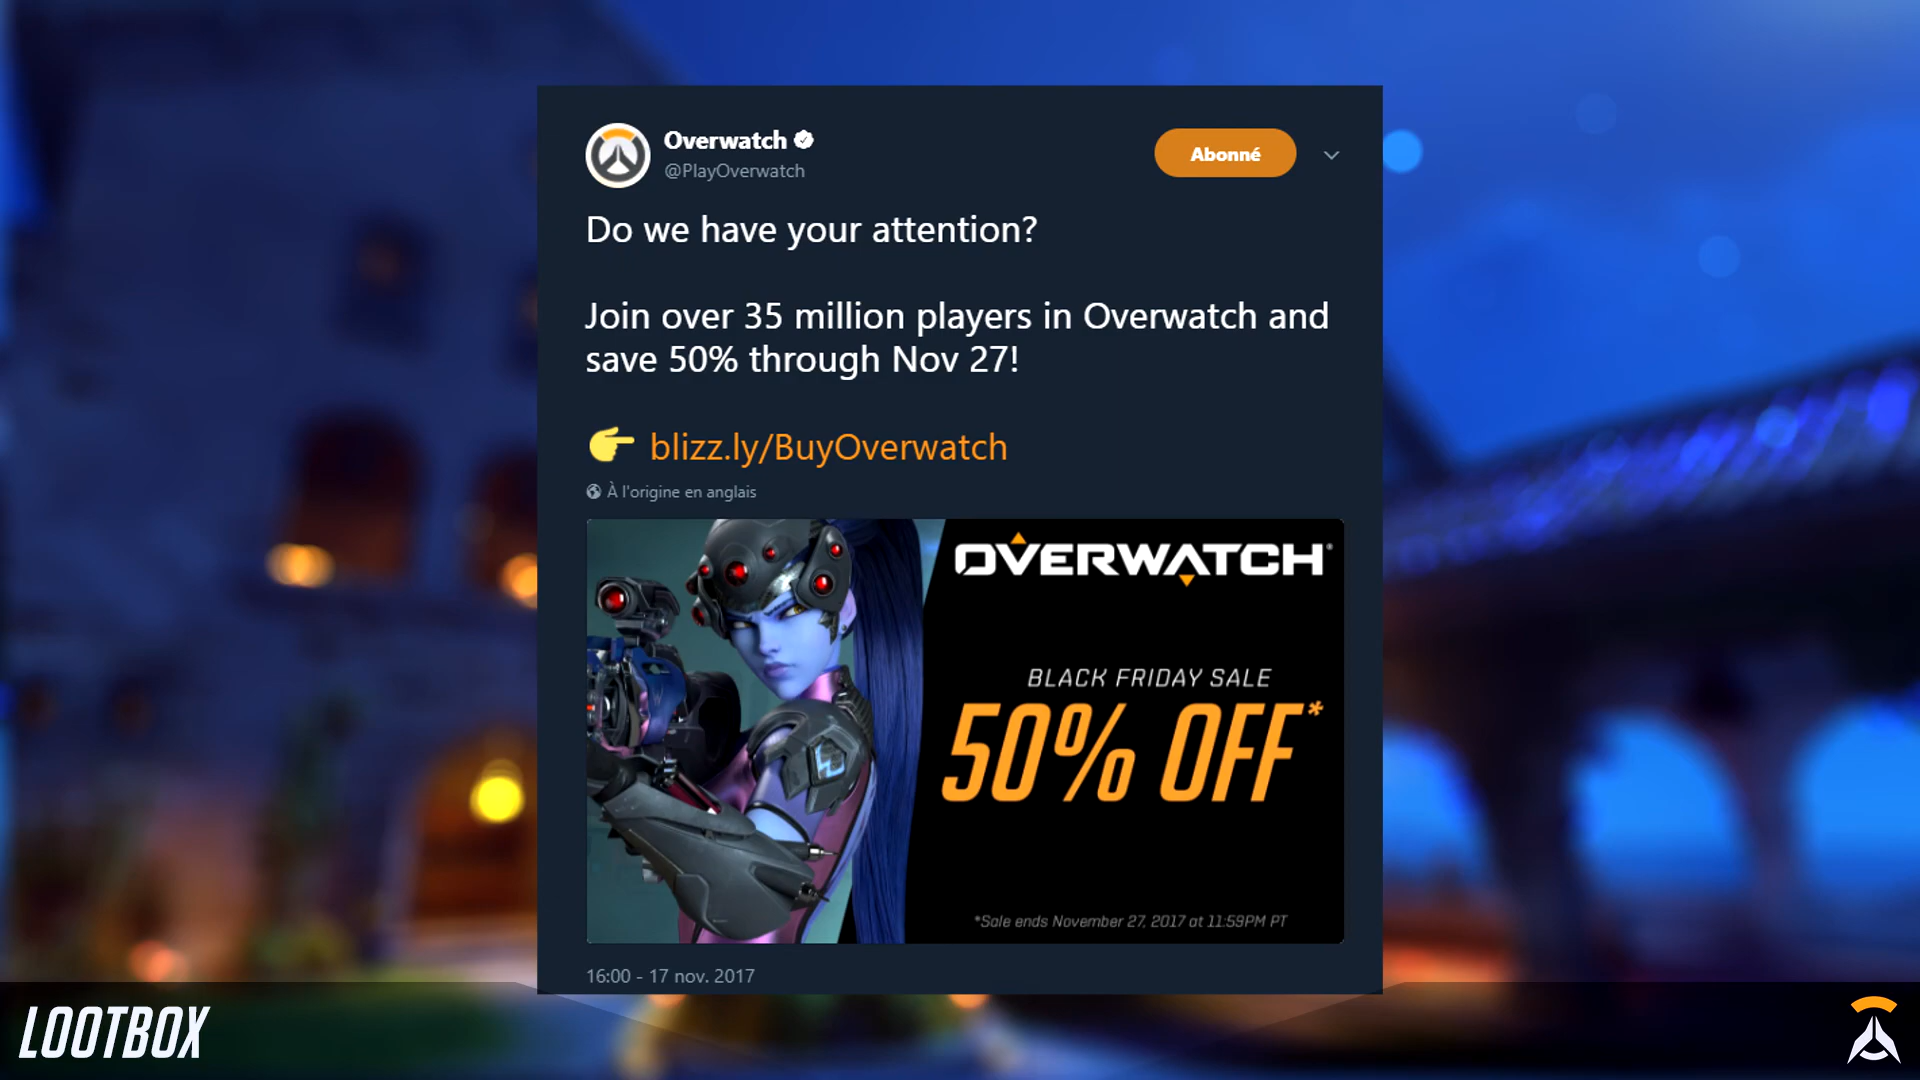 Overwatch
@PlayOverwatch
Abonné
Do we have your attention?
Join over 35 million players in Overwatch and
save 50% through Nov 27!
👉 blizz.ly/BuyOverwatch
À l'origine en anglais
OVERWATCH®
BLACK FRIDAY SALE
50% OFF*
*Sale ends November 27, 2017 at 11:59PM PT
16:00 - 17 nov. 2017
LOOTBOX